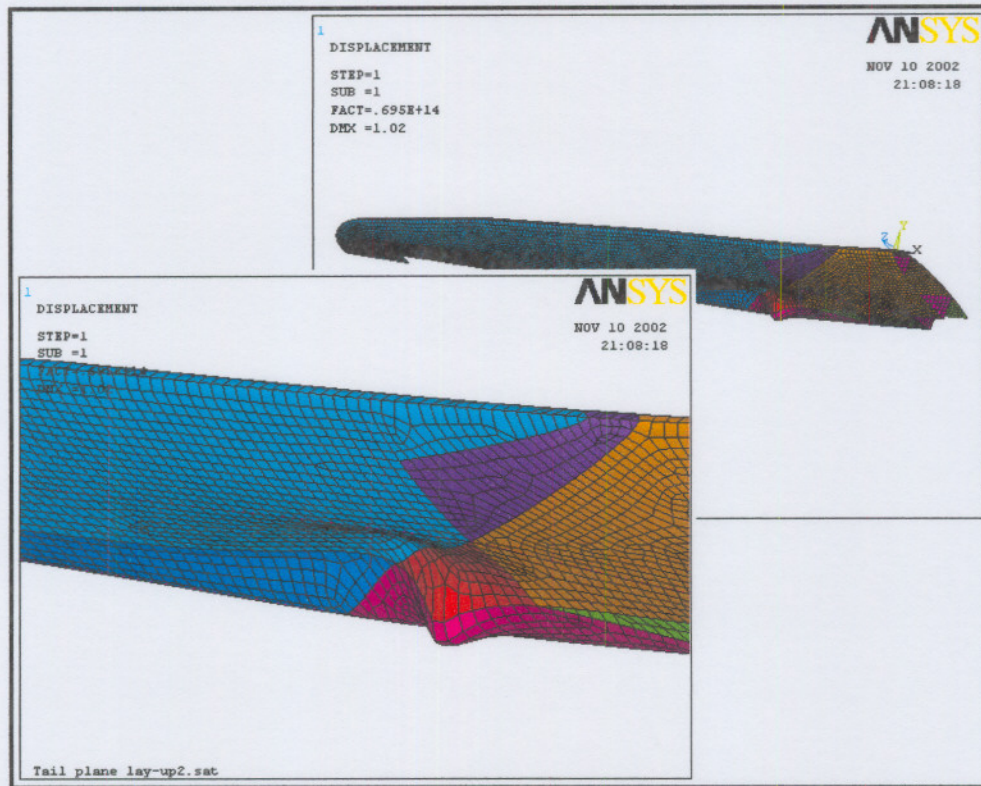 1
DISPLACEMENT
STEP=1
SUB =1
FACT=.695E+14
DMX=1.02
ANSYS
NOV 10 2002
21:08:18
Z
Y
X
1
DISPLACEMENT
STEP=1
SUB =1
ANSYS
NOV 10 2002
21:08:18
Tail plane lay-up2.sat